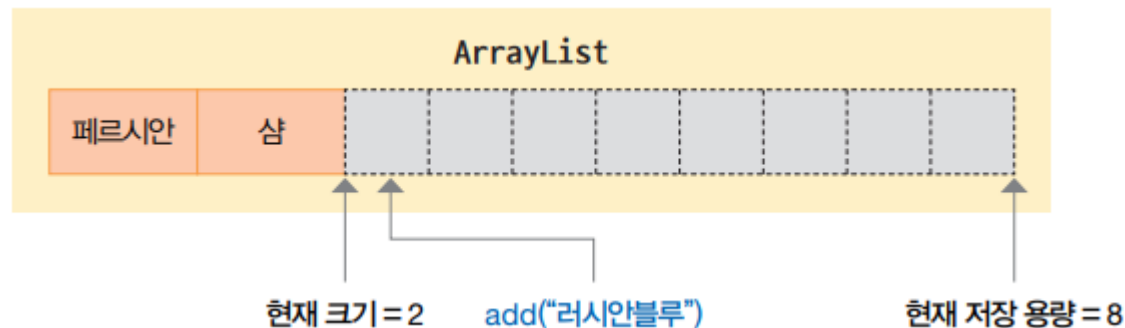 ArrayList
페르시안 샴
현재 크기 = 2 add(“러시안블루”) 현재 저장 용량 = 8